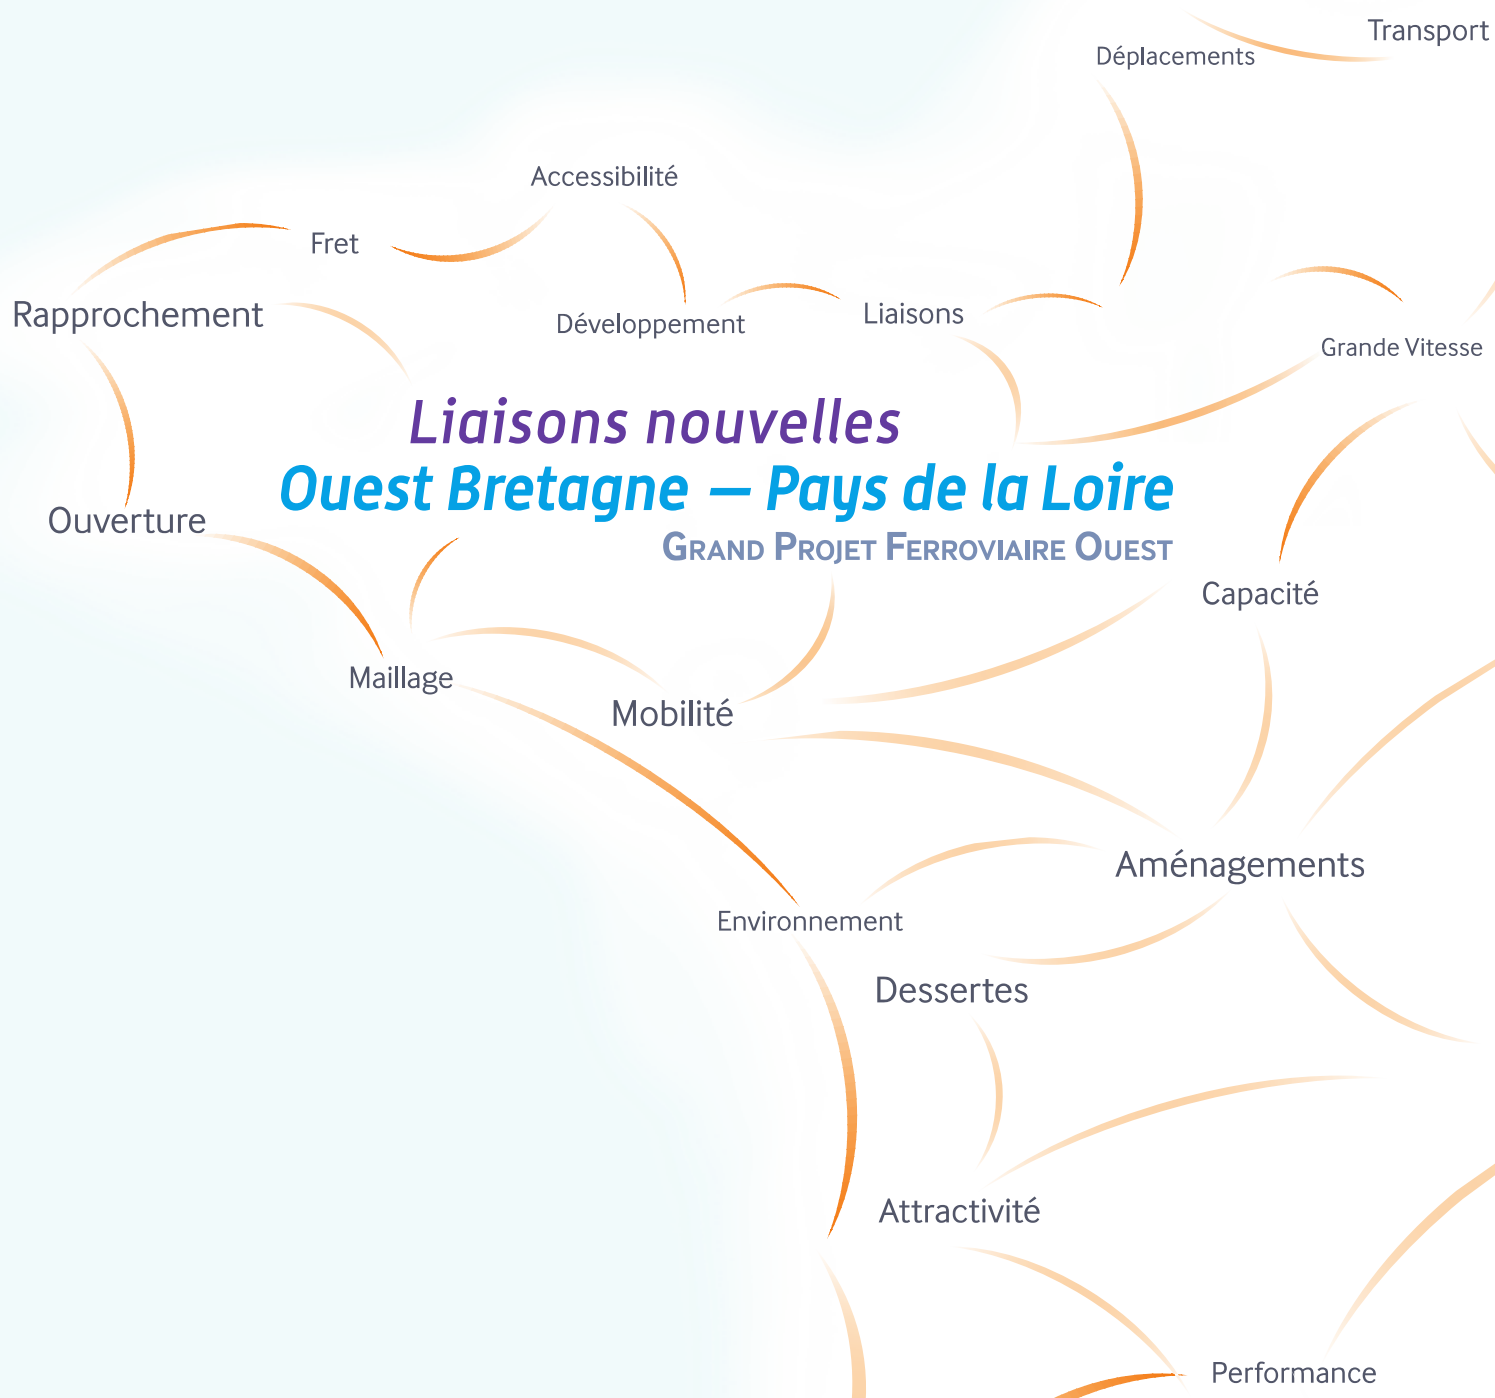 Transport
Déplacements
Accessibilité
Fret
Rapprochement
Développement
Liaisons
Grande Vitesse
Liaisons nouvelles
Ouest Bretagne — Pays de la Loire
GRAND PROJET FERROVIAIRE OUEST
Ouverture
Capacité
Maillage
Mobilité
Aménagements
Environnement
Dessertes
Attractivité
Performance